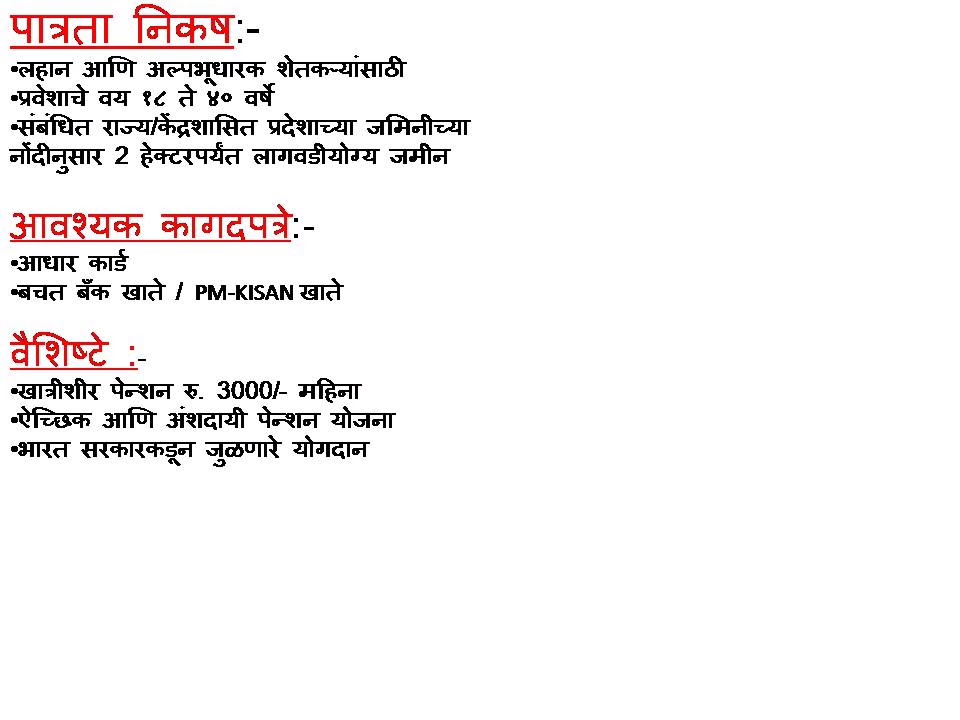 पात्रता निकष:-
•लहान आणि अल्पभूधारक शेतकऱ्यांसाठी
•प्रवेशाचे वय १८ ते ४० वर्षे
•संबंधित राज्य/केंद्रशासित प्रदेशाच्या जमिनीच्या
नोंदीनुसार 2 हेक्टरपर्यंत लागवडीयोग्य जमीन
आवश्यक कागदपत्रे:-
•आधार कार्ड
•बचत बँक खाते / PM-KISAN खाते
वैशिष्टे :-
•खात्रीशीर पेन्शन रु. 3000/- महिना
•ऐच्छिक आणि अंशदायी पेन्शन योजना
•भारत सरकारकडून जुळणारे योगदान